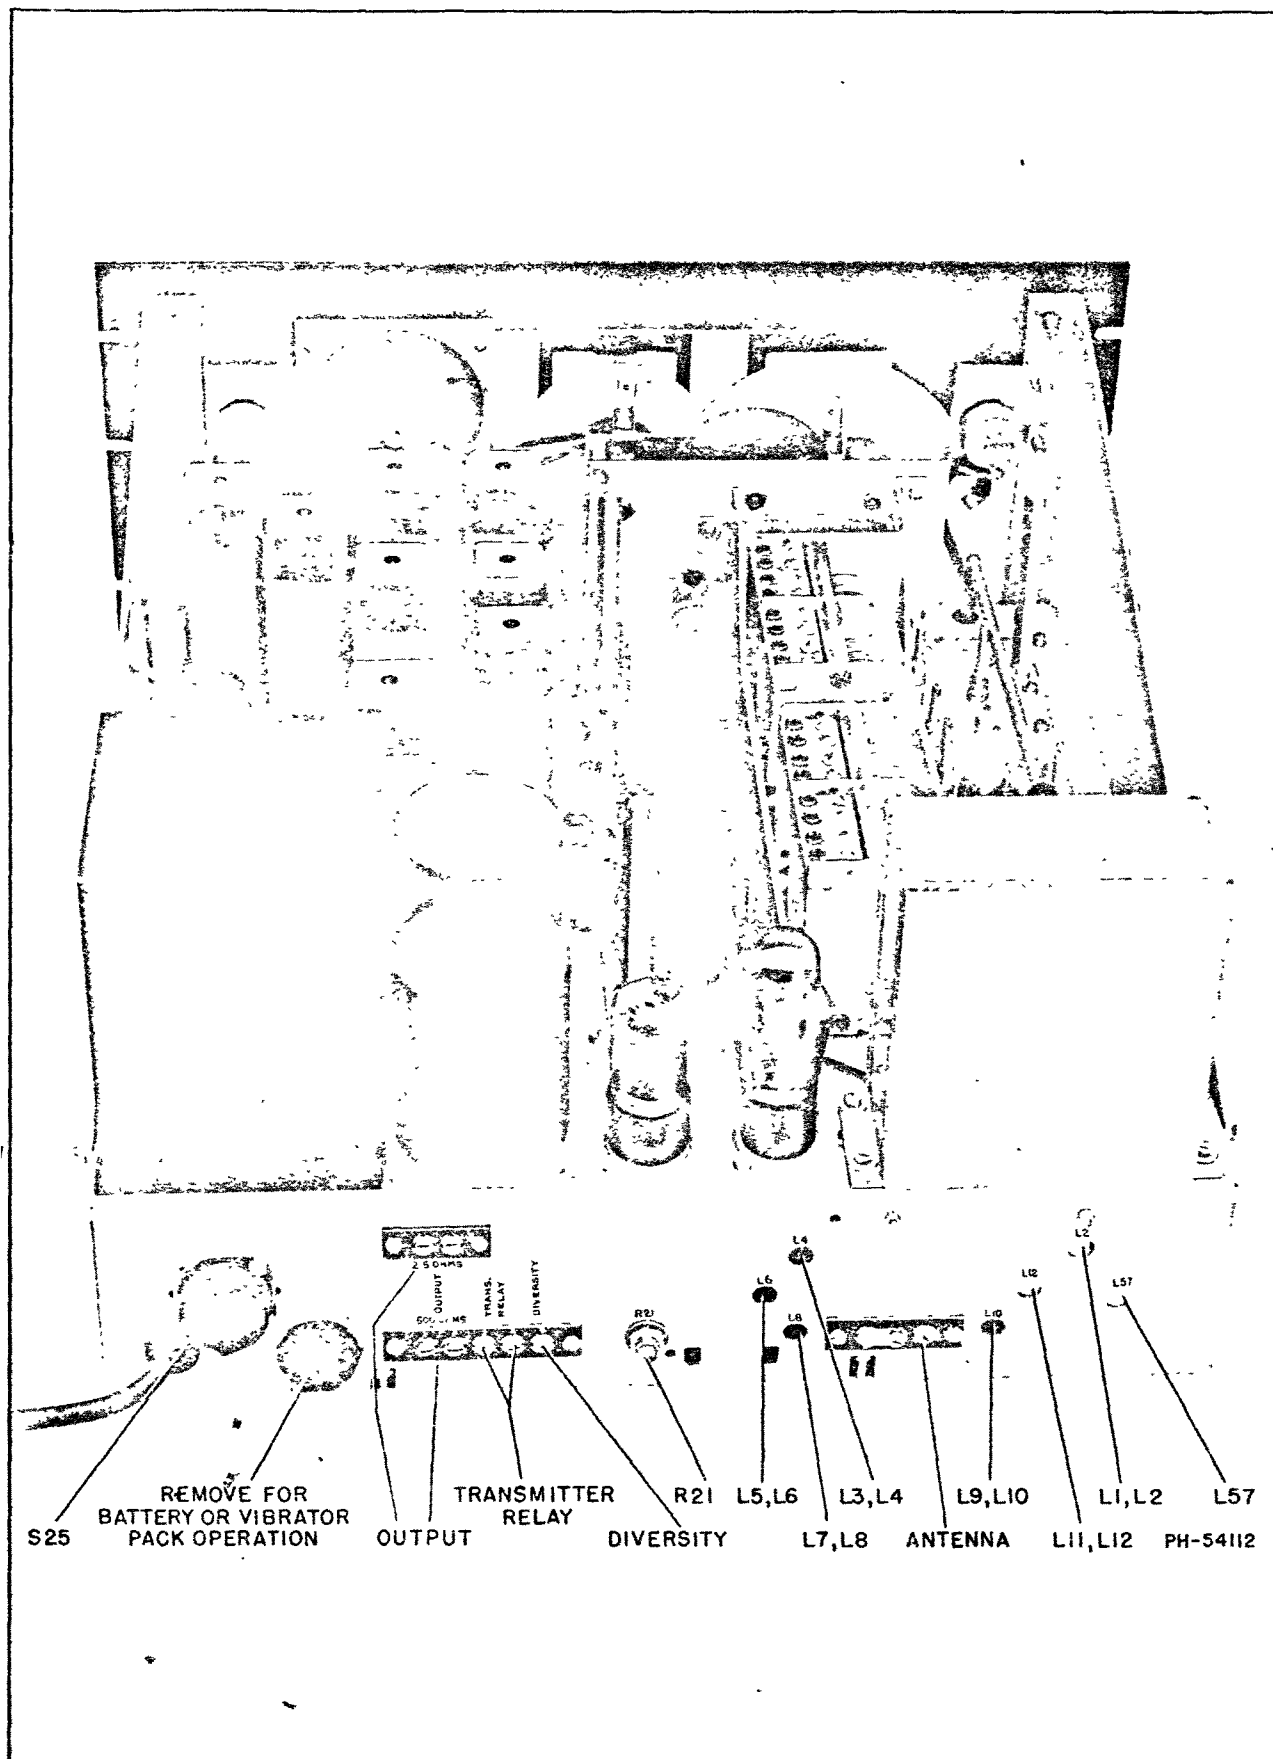 L4
L2
2.5 OHMS
L6
L12
L57
OUTPUT
TRANS.
RELAY
DIVERSITY
R21
L8
L10
REMOVE FOR
BATTERY OR VIBRATOR
PACK OPERATION
TRANSMITTER
RELAY
R21
L5,L6
L3,L4
L9,L10
L1,L2
L57
S25
OUTPUT
DIVERSITY
L7,L8
ANTENNA
L11,L12
PH-54112